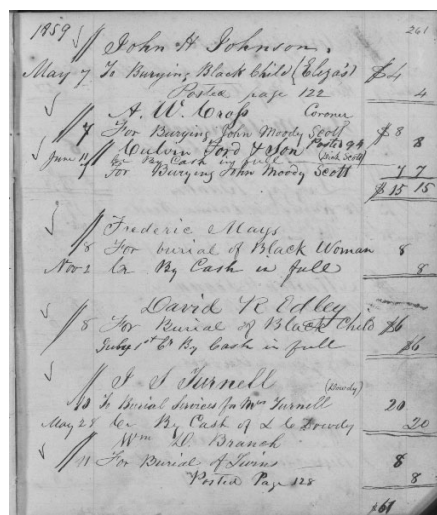 1859 241
John H Johnson.
May 7 To Burying Black Child (Eliza's) $4
Posted page 122 4
A. W. Cross Coroner
7 For Burying John Moody Scott $8 8
Calvin Ford & Son Posted 94
June 11 Cr By Cash in full (Dick Scott)
7 For Burying John Moody Scott 7 7
$15 15
Frederic Mays
8 For burial of Black Woman 8
Nov 2 Cr By Cash in full 8
David R Edley
8 For Burial of Black Child $6
July 1st Cr By Cash in full $6
J S Turnell (Dowdy)
10 To Burial Services for Mrs Turnell 20
May 28 Cr By Cash of L C Dowdy 20
Wm D. Branch
11 For Burial of Twins 8
Posted Page 128 8
$61